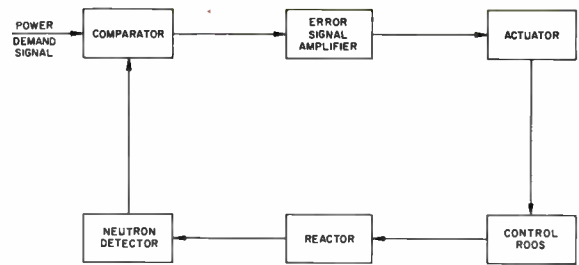 POWER
DEMAND
SIGNAL
COMPARATOR
ERROR
SIGNAL
AMPLIFIER
ACTUATOR
NEUTRON
DETECTOR
REACTOR
CONTROL
ROOS